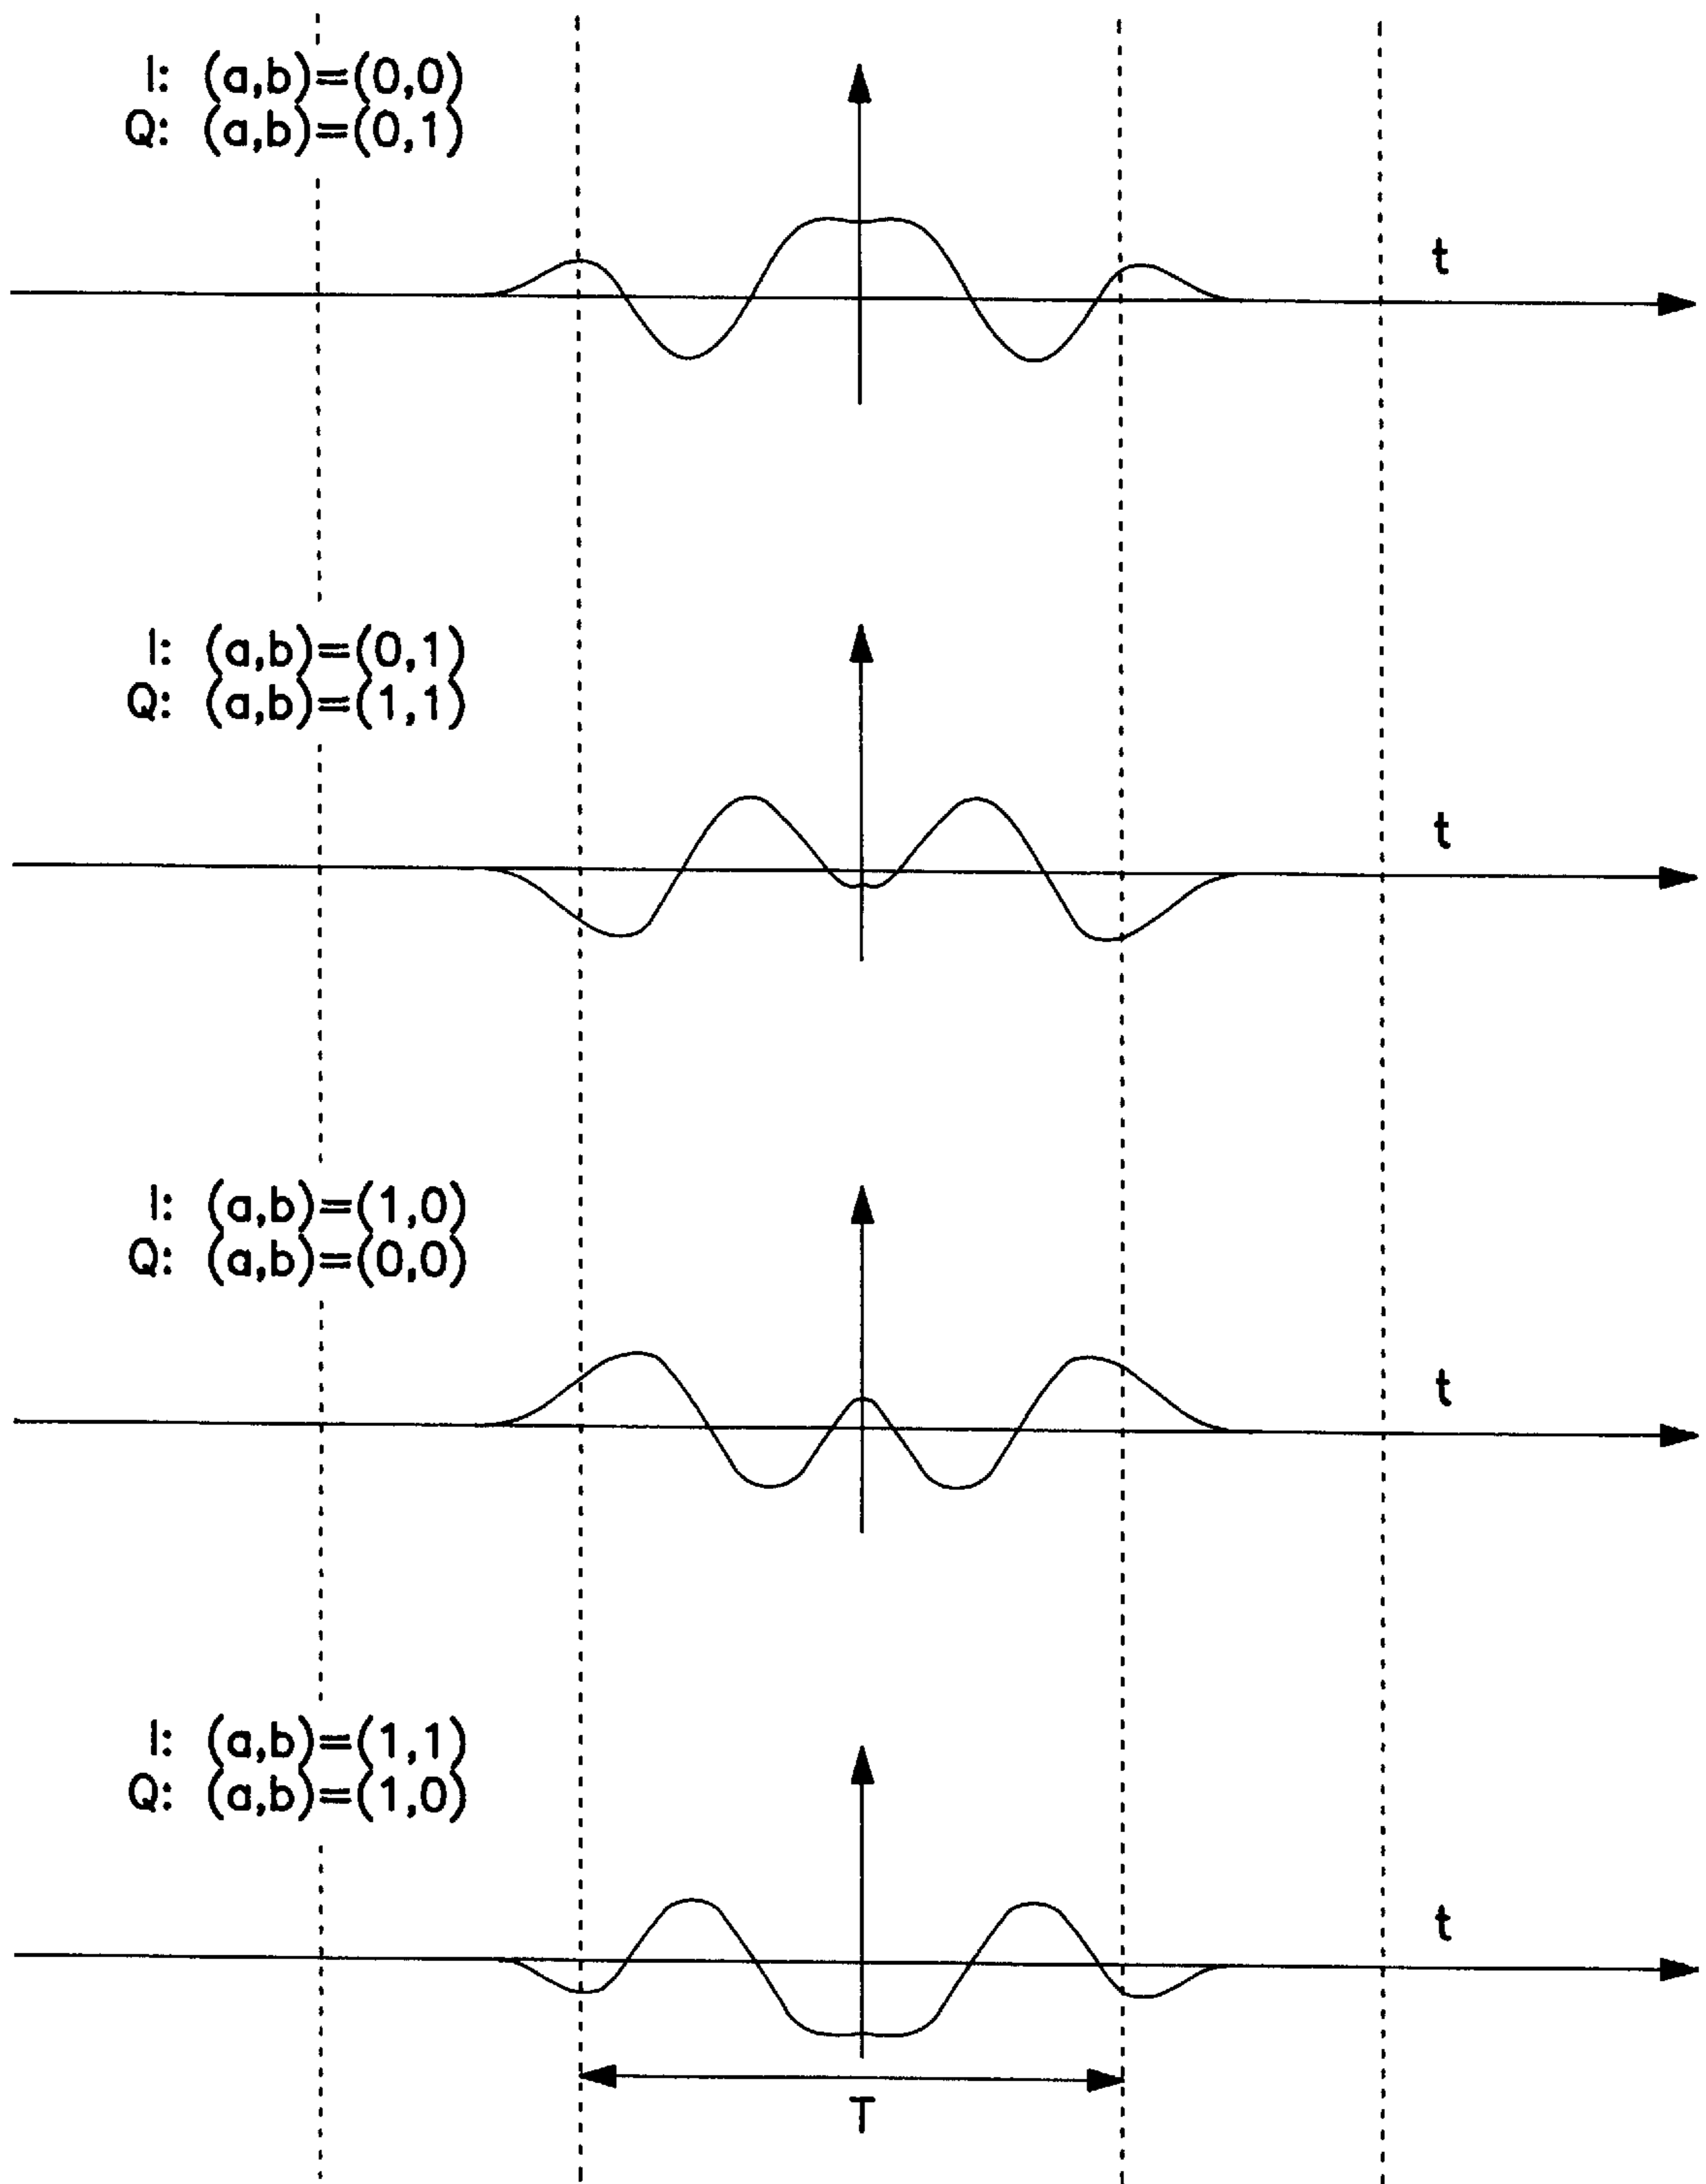 I: (a,b)=(0,0)
Q: (a,b)=(0,1)
t
I: (a,b)=(0,1)
Q: (a,b)=(1,1)
t
I: (a,b)=(1,0)
Q: (a,b)=(0,0)
t
I: (a,b)=(1,1)
Q: (a,b)=(1,0)
t
T